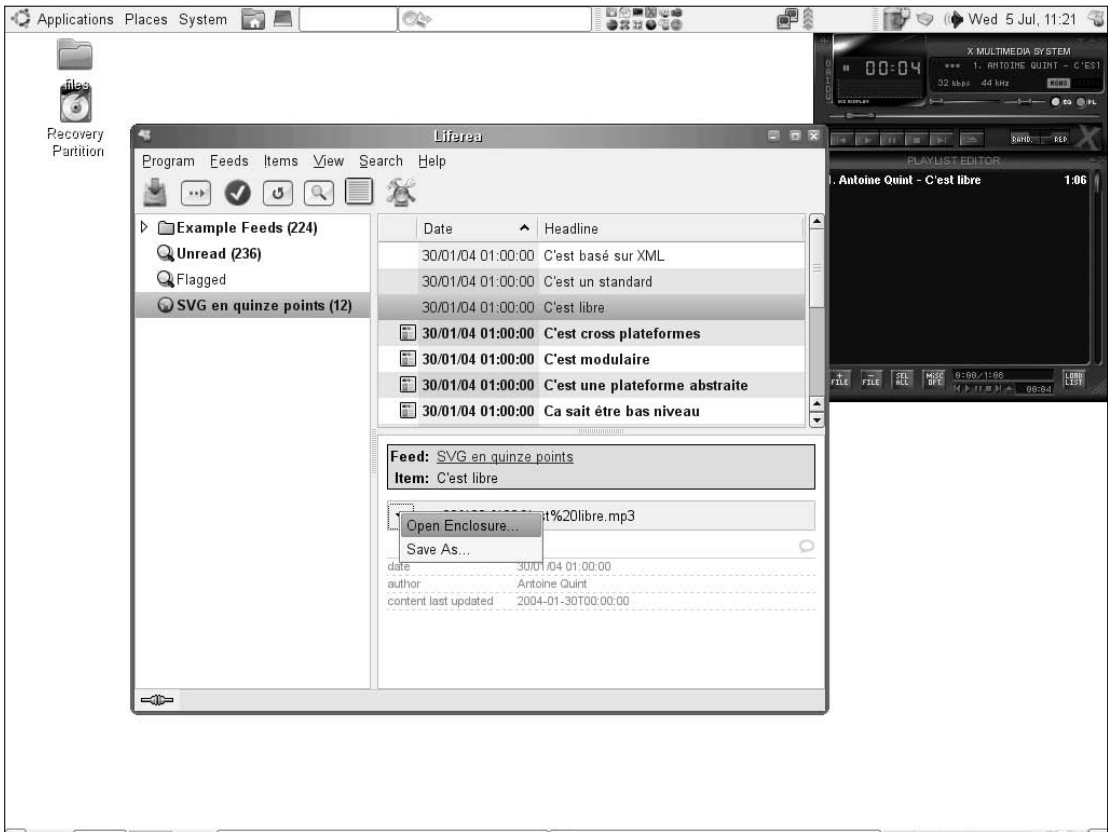 Applications Places System
Wed 5 Jul, 11:21
files
Recovery
Partition
X MULTIMEDIA SYSTEM
00:04
*** 1. ANTOINE QUINT - C'EST
32 kbps 44 kHz
MONO
EQ
PL
RAND.
REP
PLAYLIST EDITOR
. Antoine Quint - C'est libre 1:06
+ FILE
- FILE
SEL ALL
MISC OPT.
0:00/1:06
00:04
LOAD LIST
Liferea
Program Feeds Items View Search Help
Example Feeds (224)
Unread (236)
Flagged
SVG en quinze points (12)
Date Headline
30/01/04 01:00:00 C'est basé sur XML
30/01/04 01:00:00 C'est un standard
30/01/04 01:00:00 C'est libre
30/01/04 01:00:00 C'est cross plateformes
30/01/04 01:00:00 C'est modulaire
30/01/04 01:00:00 C'est une plateforme abstraite
30/01/04 01:00:00 Ca sait être bas niveau
Feed: SVG en quinze points
Item: C'est libre
st%20libre.mp3
Open Enclosure...
Save As...
date 30/01/04 01:00:00
author Antoine Quint
content last updated 2004-01-30T00:00:00